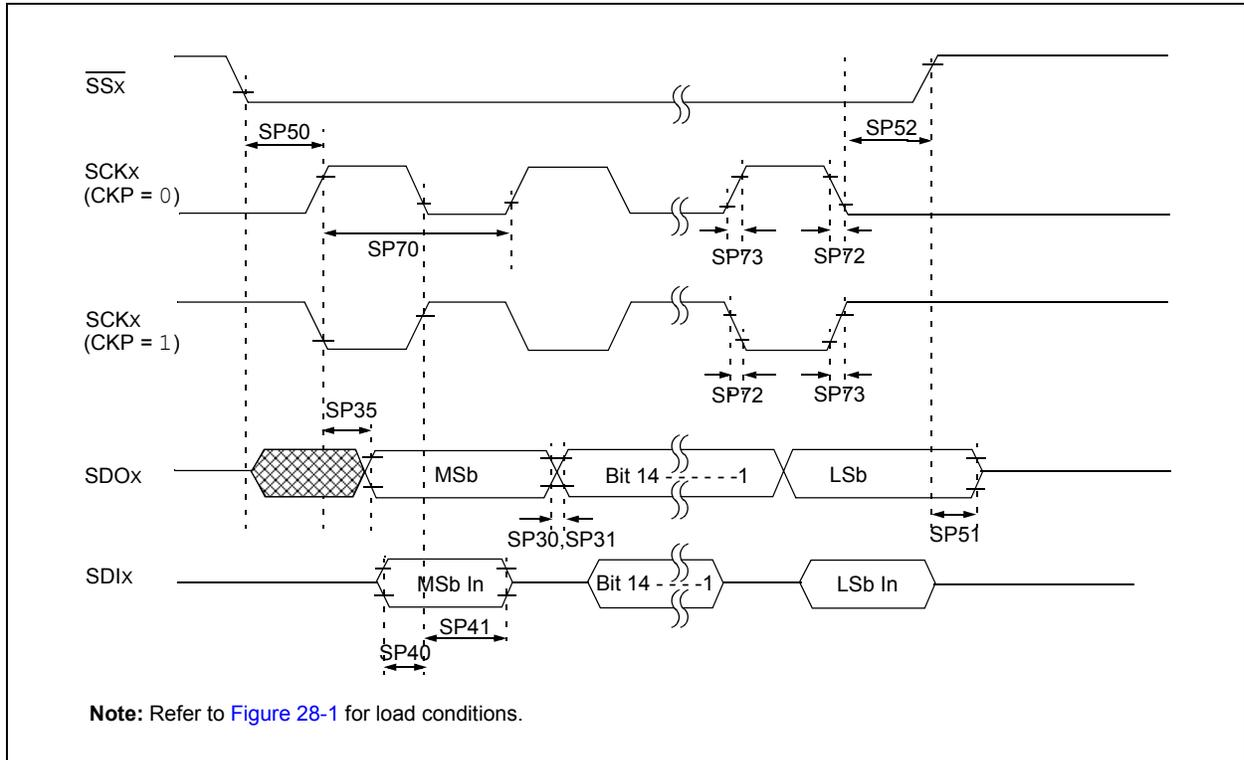 SSx
SP50
SP52
SCKx
(CKP = 0)
SP70
SP73
SP72
SCKx
(CKP = 1)
SP72
SP73
SP35
SDOx
MSb
Bit 14 - - - - - - -1
LSb
SP30,SP31
SP51
SDIx
MSb In
Bit 14 - - - -1
LSb In
SP41
SP40
Note: Refer to Figure 28-1 for load conditions.